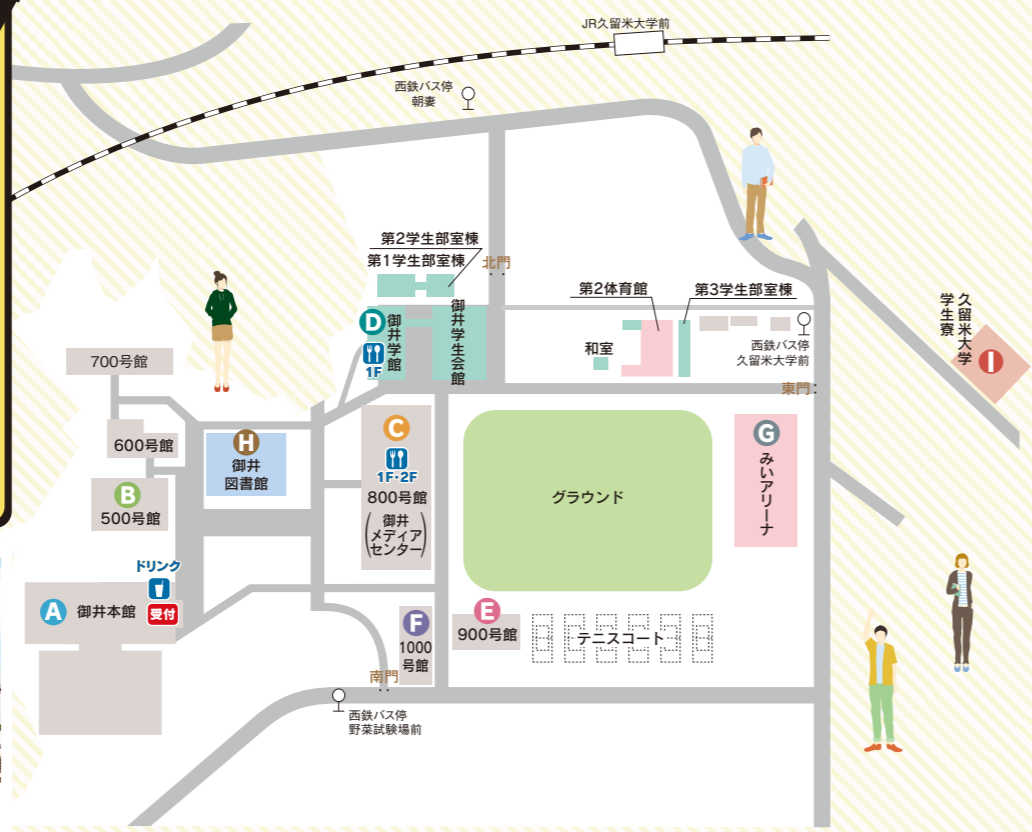 JR久留米大学前
西鉄バス停
朝妻
第2学生部室棟
第1学生部室棟
北門
第2体育館
第3学生部室棟
西鉄バス停
久留米大学前
久留米大学
学生寮
I
D
御井学館
1F
御井学生会館
和室
東門
700号館
600号館
H
御井
図書館
C
1F・2F
800号館
(御井
メディア
センター)
グラウンド
G
みいアリーナ
B
500号館
ドリンク
A
御井本館
受付
F
1000
号館
E
900号館
テニスコート
南門
西鉄バス停
野菜試験場前